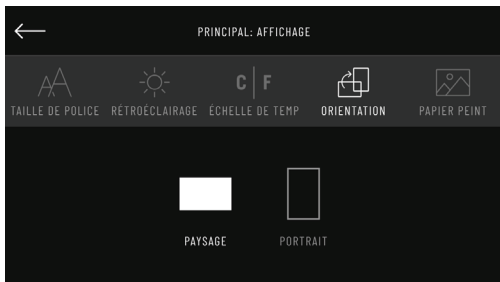 PRINCIPAL: AFFICHAGE
C | F
TAILLE DE POLICE RÉTROÉCLAIRAGE ÉCHELLE DE TEMP ORIENTATION PAPIER PEINT
PAYSAGE PORTRAIT